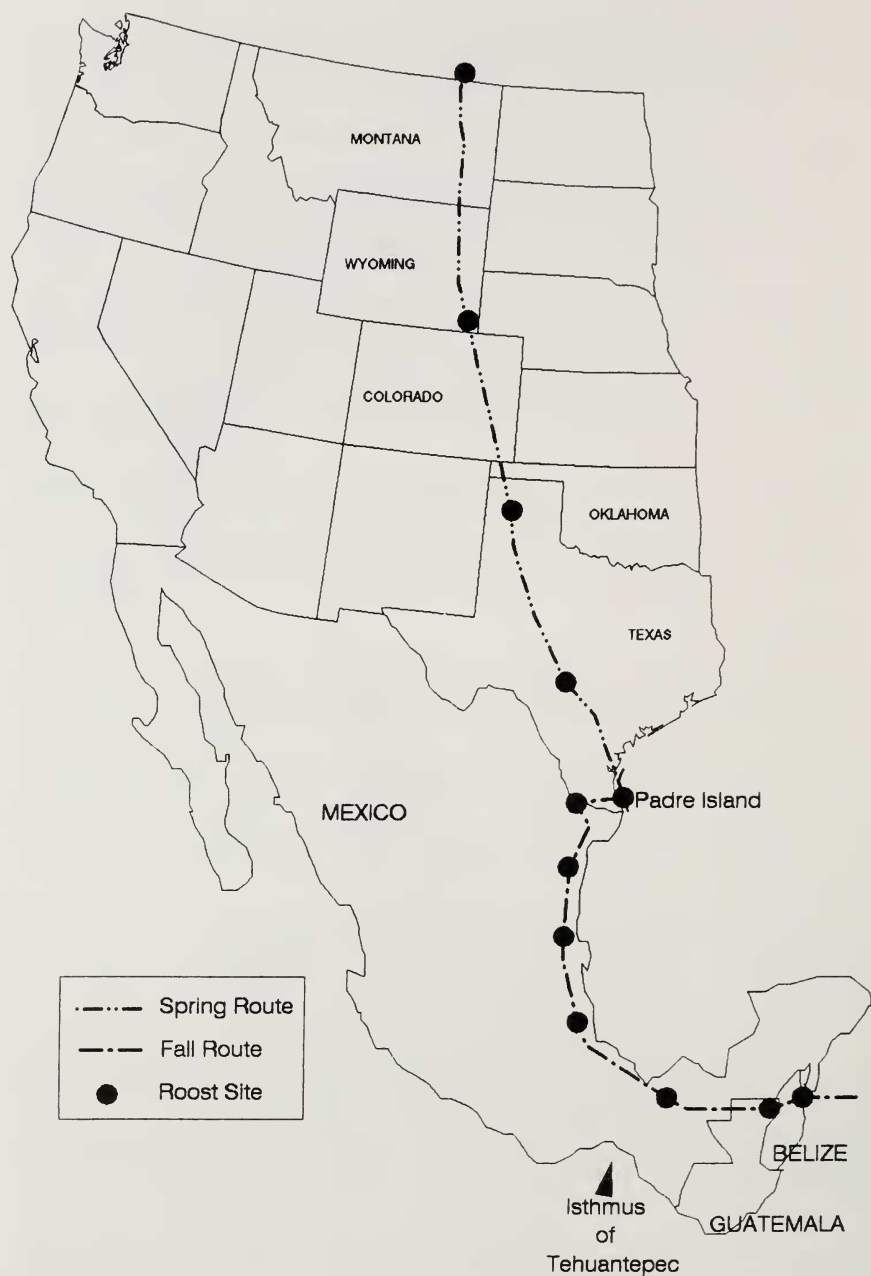 MONTANA
WYOMING
COLORADO
OKLAHOMA
TEXAS
Padre Island
MEXICO
Spring Route
Fall Route
Roost Site
BELIZE
Isthmus
of
Tehuantepec
GUATEMALA